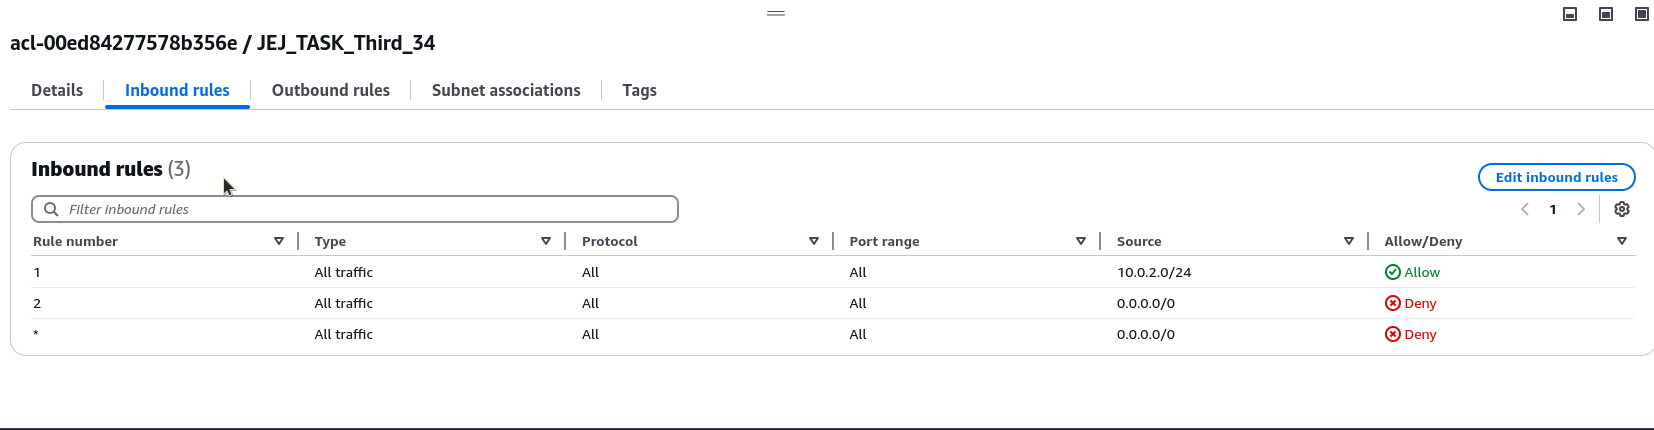 acl-00ed84277578b356e / JEJ_TASK_Third_34
Details Inbound rules Outbound rules Subnet associations Tags
Inbound rules (3)
Edit inbound rules
Filter inbound rules
1
Rule number Type Protocol Port range Source Allow/Deny
1 All traffic All All 10.0.2.0/24 Allow
2 All traffic All All 0.0.0.0/0 Deny
* All traffic All All 0.0.0.0/0 Deny